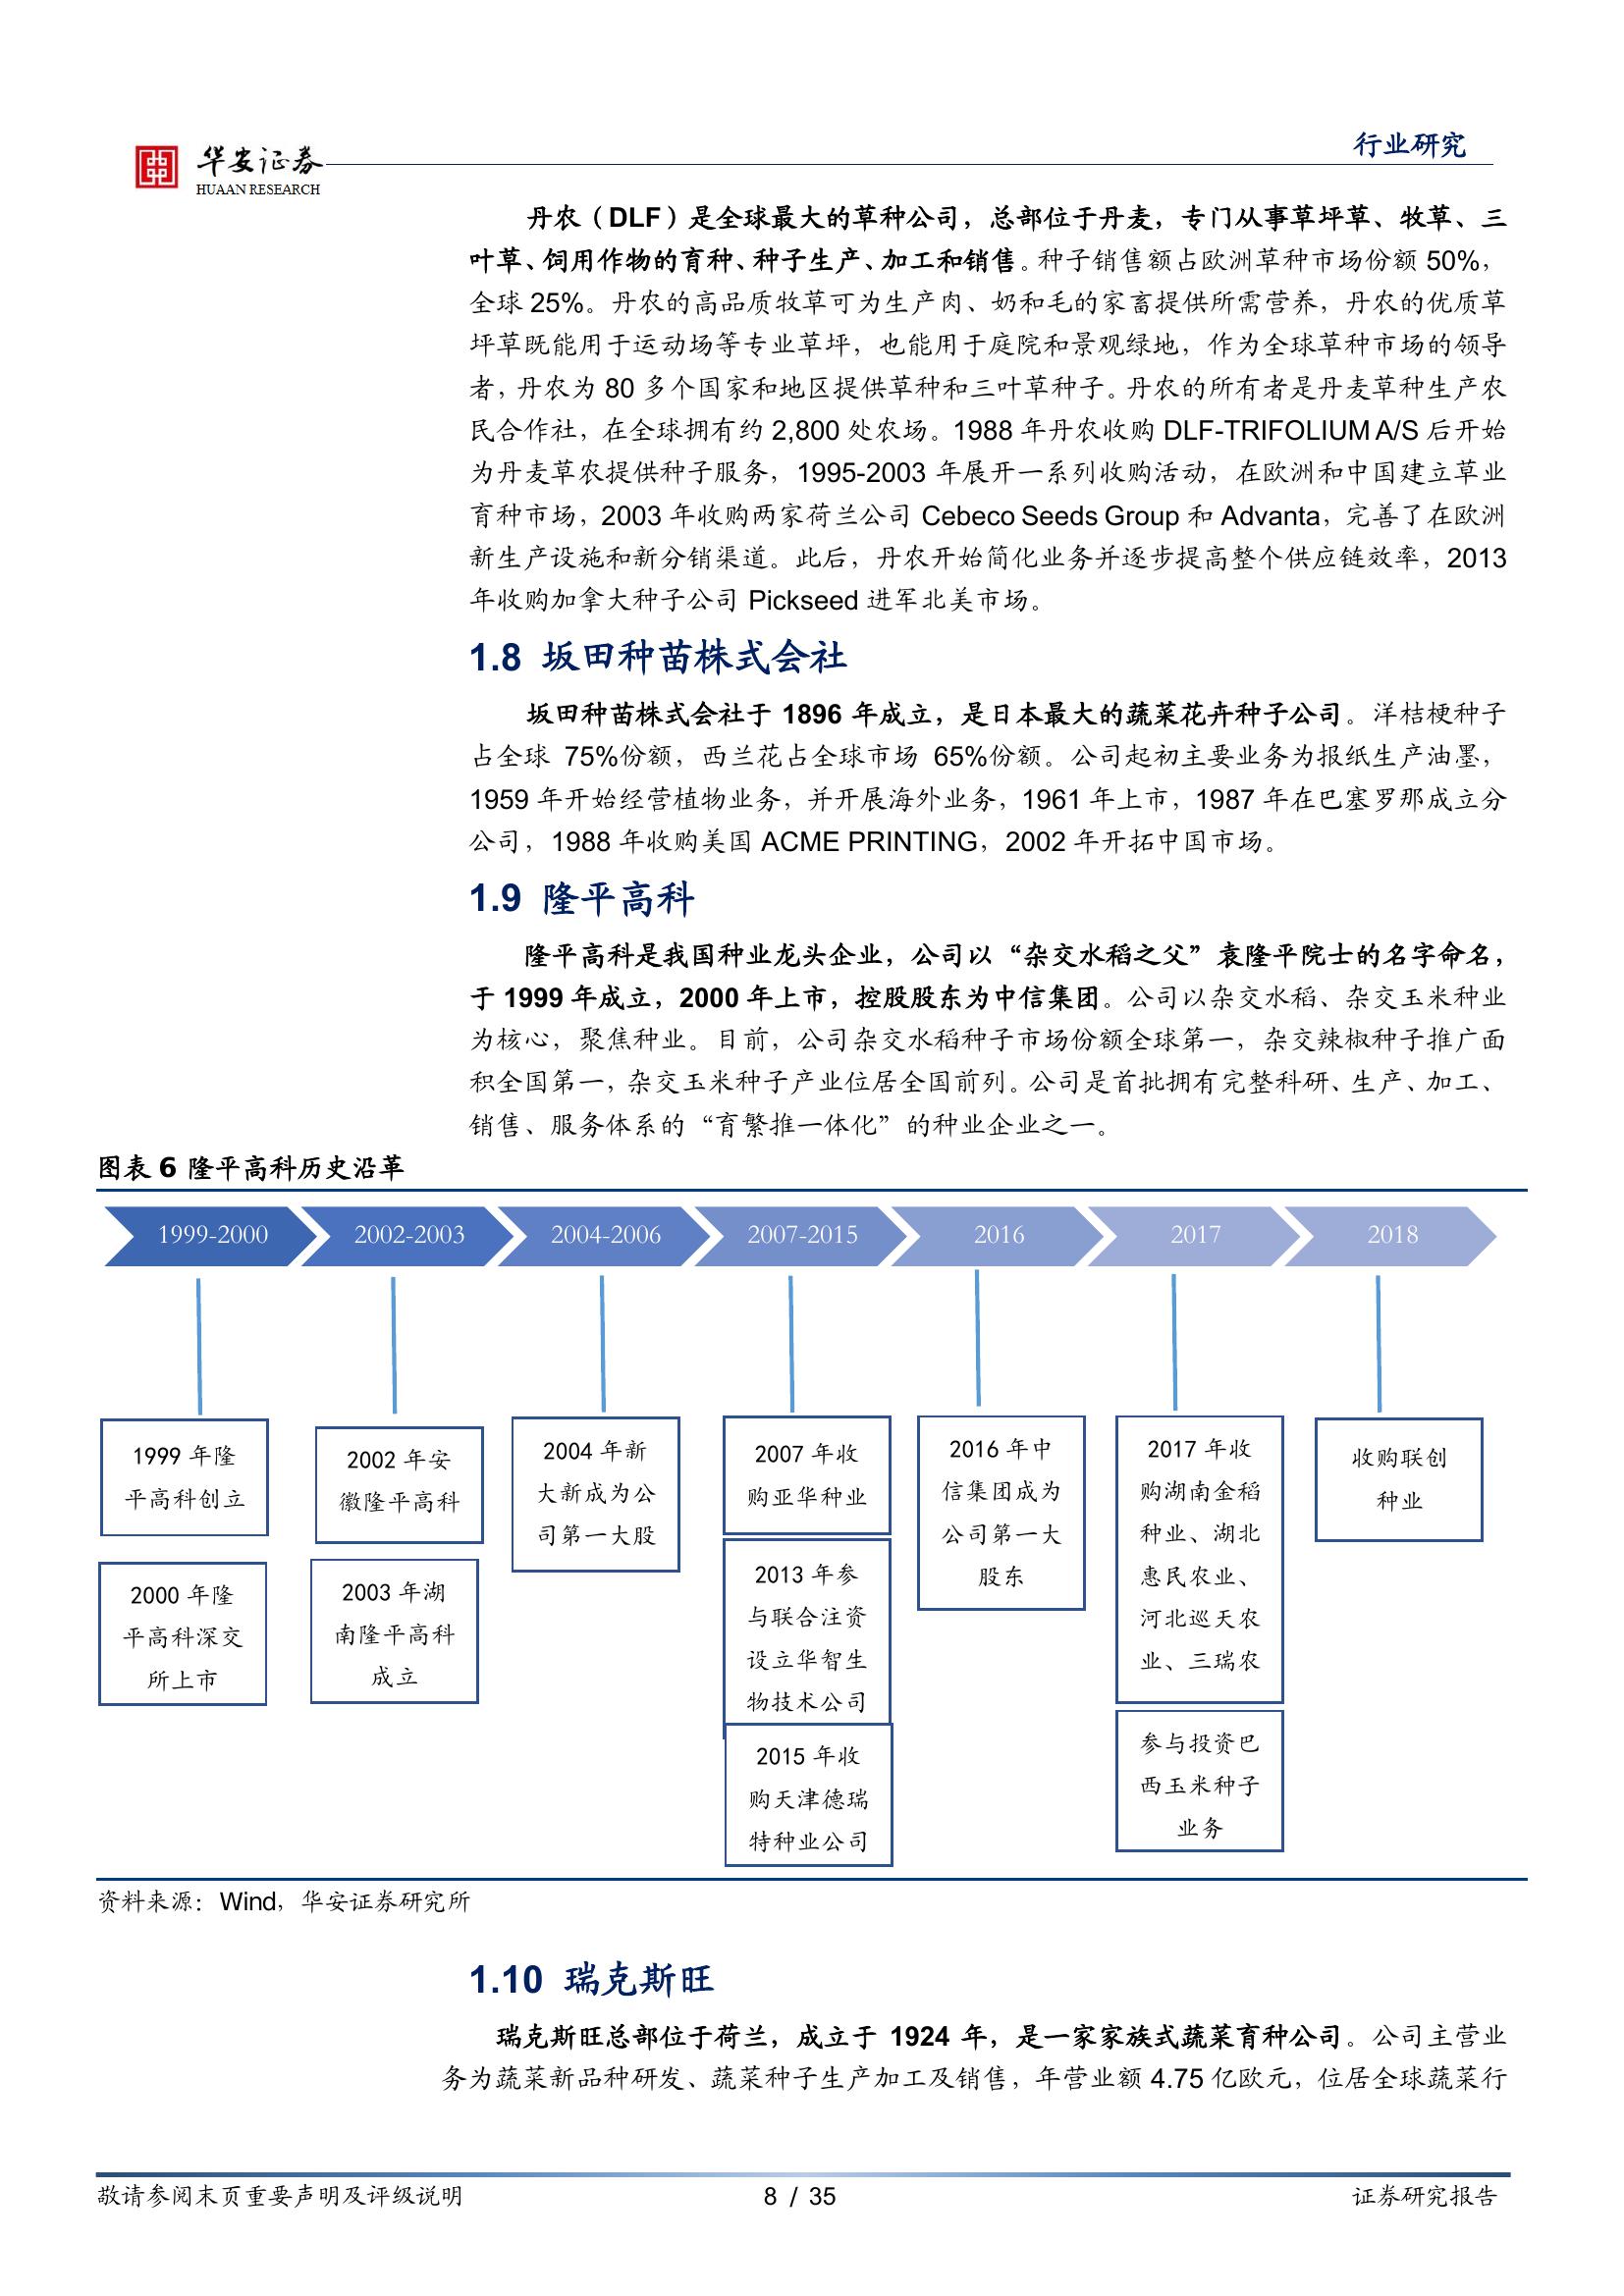 华安证券
HUAAN RESEARCH
行业研究
丹农（DLF）是全球最大的草种公司，总部位于丹麦，专门从事草坪草、牧草、三
叶草、饲用作物的育种、种子生产、加工和销售。种子销售额占欧洲草种市场份额 50%，
全球 25%。丹农的高品质牧草可为生产肉、奶和毛的家畜提供所需营养，丹农的优质草
坪草既能用于运动场等专业草坪，也能用于庭院和景观绿地，作为全球草种市场的领导
者，丹农为 80 多个国家和地区提供草种和三叶草种子。丹农的所有者是丹麦草种生产农
民合作社，在全球拥有约 2,800 处农场。1988 年丹农收购 DLF-TRIFOLIUM A/S 后开始
为丹麦草农提供种子服务，1995-2003 年展开一系列收购活动，在欧洲和中国建立草业
育种市场，2003 年收购两家荷兰公司 Cebeco Seeds Group 和 Advanta，完善了在欧洲
新生产设施和新分销渠道。此后，丹农开始简化业务并逐步提高整个供应链效率，2013
年收购加拿大种子公司 Pickseed 进军北美市场。
1.8 坂田种苗株式会社
坂田种苗株式会社于 1896 年成立，是日本最大的蔬菜花卉种子公司。洋桔梗种子
占全球 75%份额，西兰花占全球市场 65%份额。公司起初主要业务为报纸生产油墨，
1959 年开始经营植物业务，并开展海外业务，1961 年上市，1987 年在巴塞罗那成立分
公司，1988 年收购美国 ACME PRINTING，2002 年开拓中国市场。
1.9 隆平高科
隆平高科是我国种业龙头企业，公司以“杂交水稻之父”袁隆平院士的名字命名，
于 1999 年成立，2000 年上市，控股股东为中信集团。公司以杂交水稻、杂交玉米种业
为核心，聚焦种业。目前，公司杂交水稻种子市场份额全球第一，杂交辣椒种子推广面
积全国第一，杂交玉米种子产业位居全国前列。公司是首批拥有完整科研、生产、加工、
销售、服务体系的“育繁推一体化”的种业企业之一。
图表 6 隆平高科历史沿革
1999-2000
2002-2003
2004-2006
2007-2015
2016
2017
2018
1999 年隆
平高科创立
2000 年隆
平高科深交
所上市
2002 年安
徽隆平高科
2003 年湖
南隆平高科
成立
2004 年新
大新成为公
司第一大股
2007 年收
购亚华种业
2013 年参
与联合注资
设立华智生
物技术公司
2015 年收
购天津德瑞
特种业公司
2016 年中
信集团成为
公司第一大
股东
2017 年收
购湖南金稻
种业、湖北
惠民农业、
河北巡天农
业、三瑞农
参与投资巴
西玉米种子
业务
收购联创
种业
资料来源：Wind，华安证券研究所
1.10 瑞克斯旺
瑞克斯旺总部位于荷兰，成立于 1924 年，是一家家族式蔬菜育种公司。公司主营业
务为蔬菜新品种研发、蔬菜种子生产加工及销售，年营业额 4.75 亿欧元，位居全球蔬菜行
敬请参阅末页重要声明及评级说明
8 / 35
证券研究报告